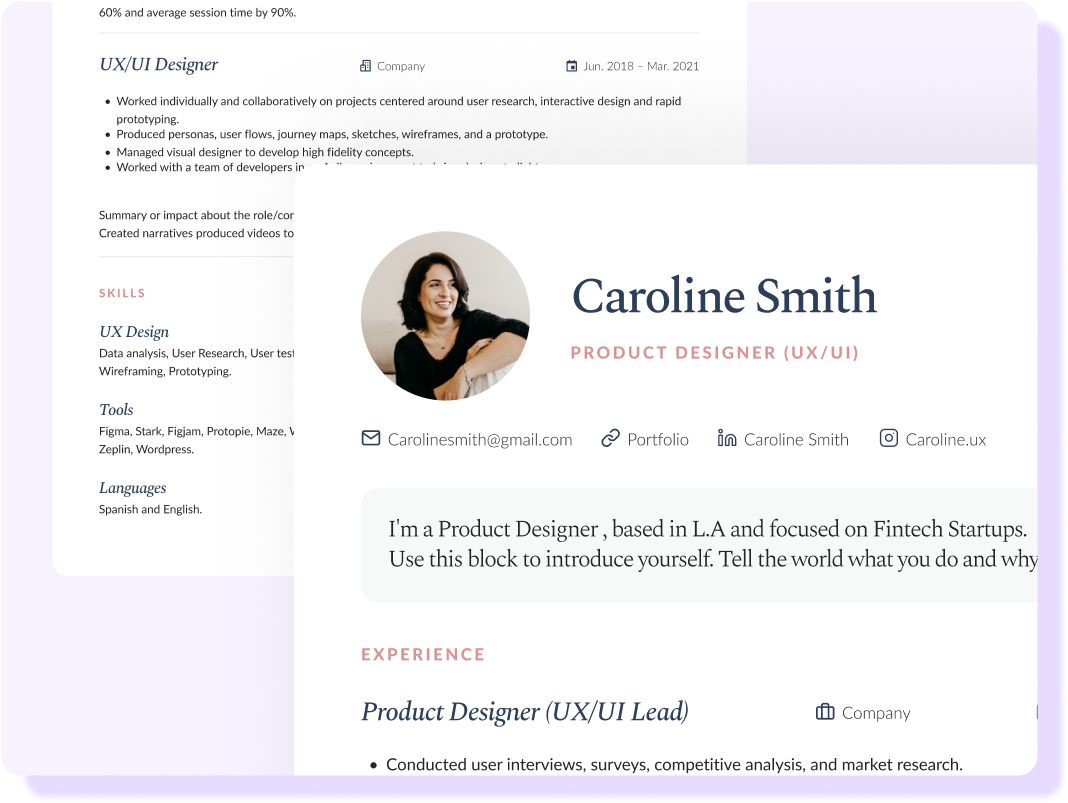 60% and average session time by 90%.
UX/UI Designer
Company
Jun. 2018 – Mar. 2021
• Worked individually and collaboratively on projects centered around user research, interactive design and rapid
prototyping.
• Produced personas, user flows, journey maps, sketches, wireframes, and a prototype.
• Managed visual designer to develop high fidelity concepts.
• Worked with a team of developers in
Summary or impact about the role/
Created narratives produced videos to
SKILLS
UX Design
Data analysis, User Research, User
Wireframing, Prototyping.
Tools
Figma, Stark, Figjam, Protopie, Maze,
Zeplin, Wordpress.
Languages
Spanish and English.
Caroline Smith
PRODUCT DESIGNER (UX/UI)
Carolinesmith@gmail.com
Portfolio
Caroline Smith
Caroline.ux
I'm a Product Designer , based in L.A and focused on Fintech Startups.
Use this block to introduce yourself. Tell the world what you do and why
EXPERIENCE
Product Designer (UX/UI Lead)
Company
• Conducted user interviews, surveys, competitive analysis, and market research.